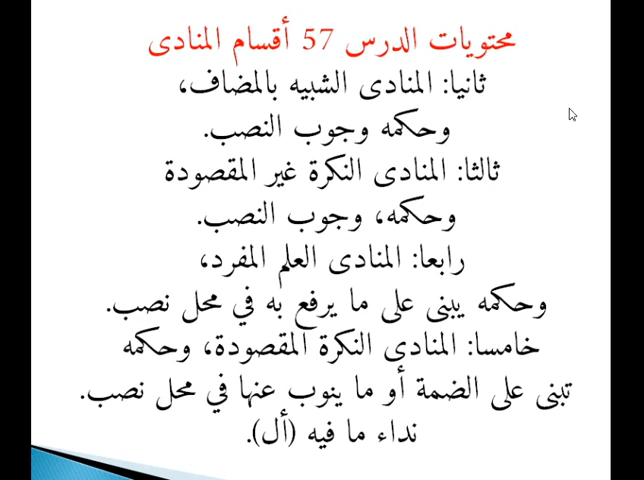 محتويات الدرس 57 أقسام المنادى
ثانيا: المنادى الشبيه بالمضاف،
وحكمه وجوب النصب.
ثالثا: المنادى النكرة غير المقصودة
وحكمه، وجوب النصب.
رابعا: المنادى العلم المفرد،
وحكمه يبنى على ما يرفع به في محل نصب.
خامسا: المنادى النكرة المقصودة، وحكمه
تبنى على الضمة أو ما ينوب عنها في محل نصب.
نداء ما فيه (أل).